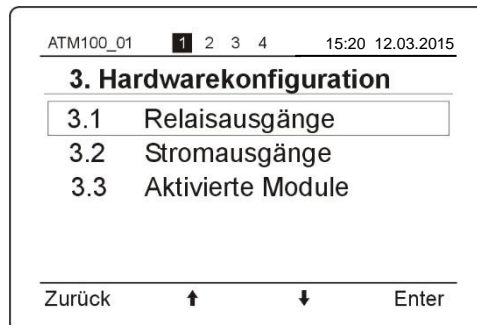 ATM100_01 1 2 3 4 15:20 12.03.2015
3. Hardwarekonfiguration
3.1 Relaisausgänge
3.2 Stromausgänge
3.3 Aktivierte Module
Zurück ↑ ↓ Enter